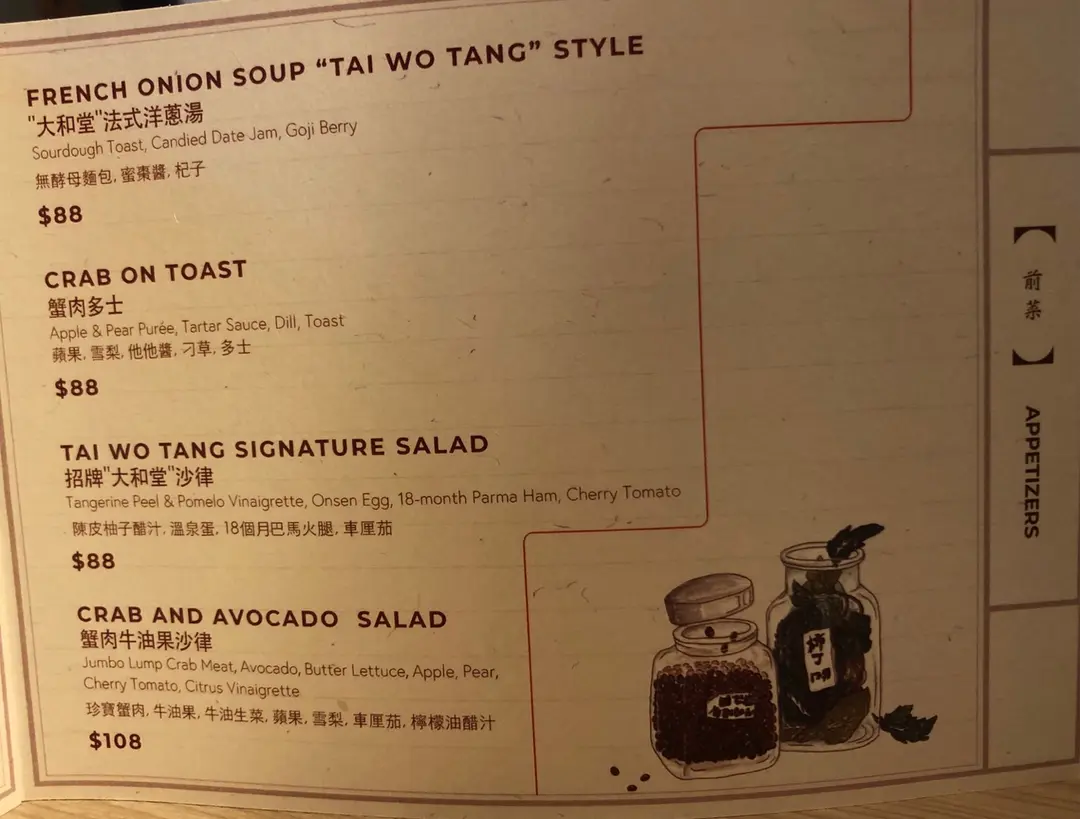 FRENCH ONION SOUP “TAI WO TANG” STYLE
"大和堂"法式洋蔥湯
Sourdough Toast, Candied Date Jam, Goji Berry
無酵母麵包, 蜜棗醬, 杞子
$88
CRAB ON TOAST
蟹肉多士
Apple & Pear Purée, Tartar Sauce, Dill, Toast
蘋果, 雪梨, 他他醬, 刁草, 多士
$88
TAI WO TANG SIGNATURE SALAD
招牌"大和堂"沙律
Tangerine Peel & Pomelo Vinaigrette, Onsen Egg, 18-month Parma Ham, Cherry Tomato
陳皮柚子醋汁, 溫泉蛋, 18個月巴馬火腿, 車厘茄
$88
CRAB AND AVOCADO SALAD
蟹肉牛油果沙律
Jumbo Lump Crab Meat, Avocado, Butter Lettuce, Apple, Pear,
Cherry Tomato, Citrus Vinaigrette
珍寶蟹肉, 牛油果, 牛油生菜, 蘋果, 雪梨, 車厘茄, 檸檬油醋汁
$108
【前菜】
APPETIZERS